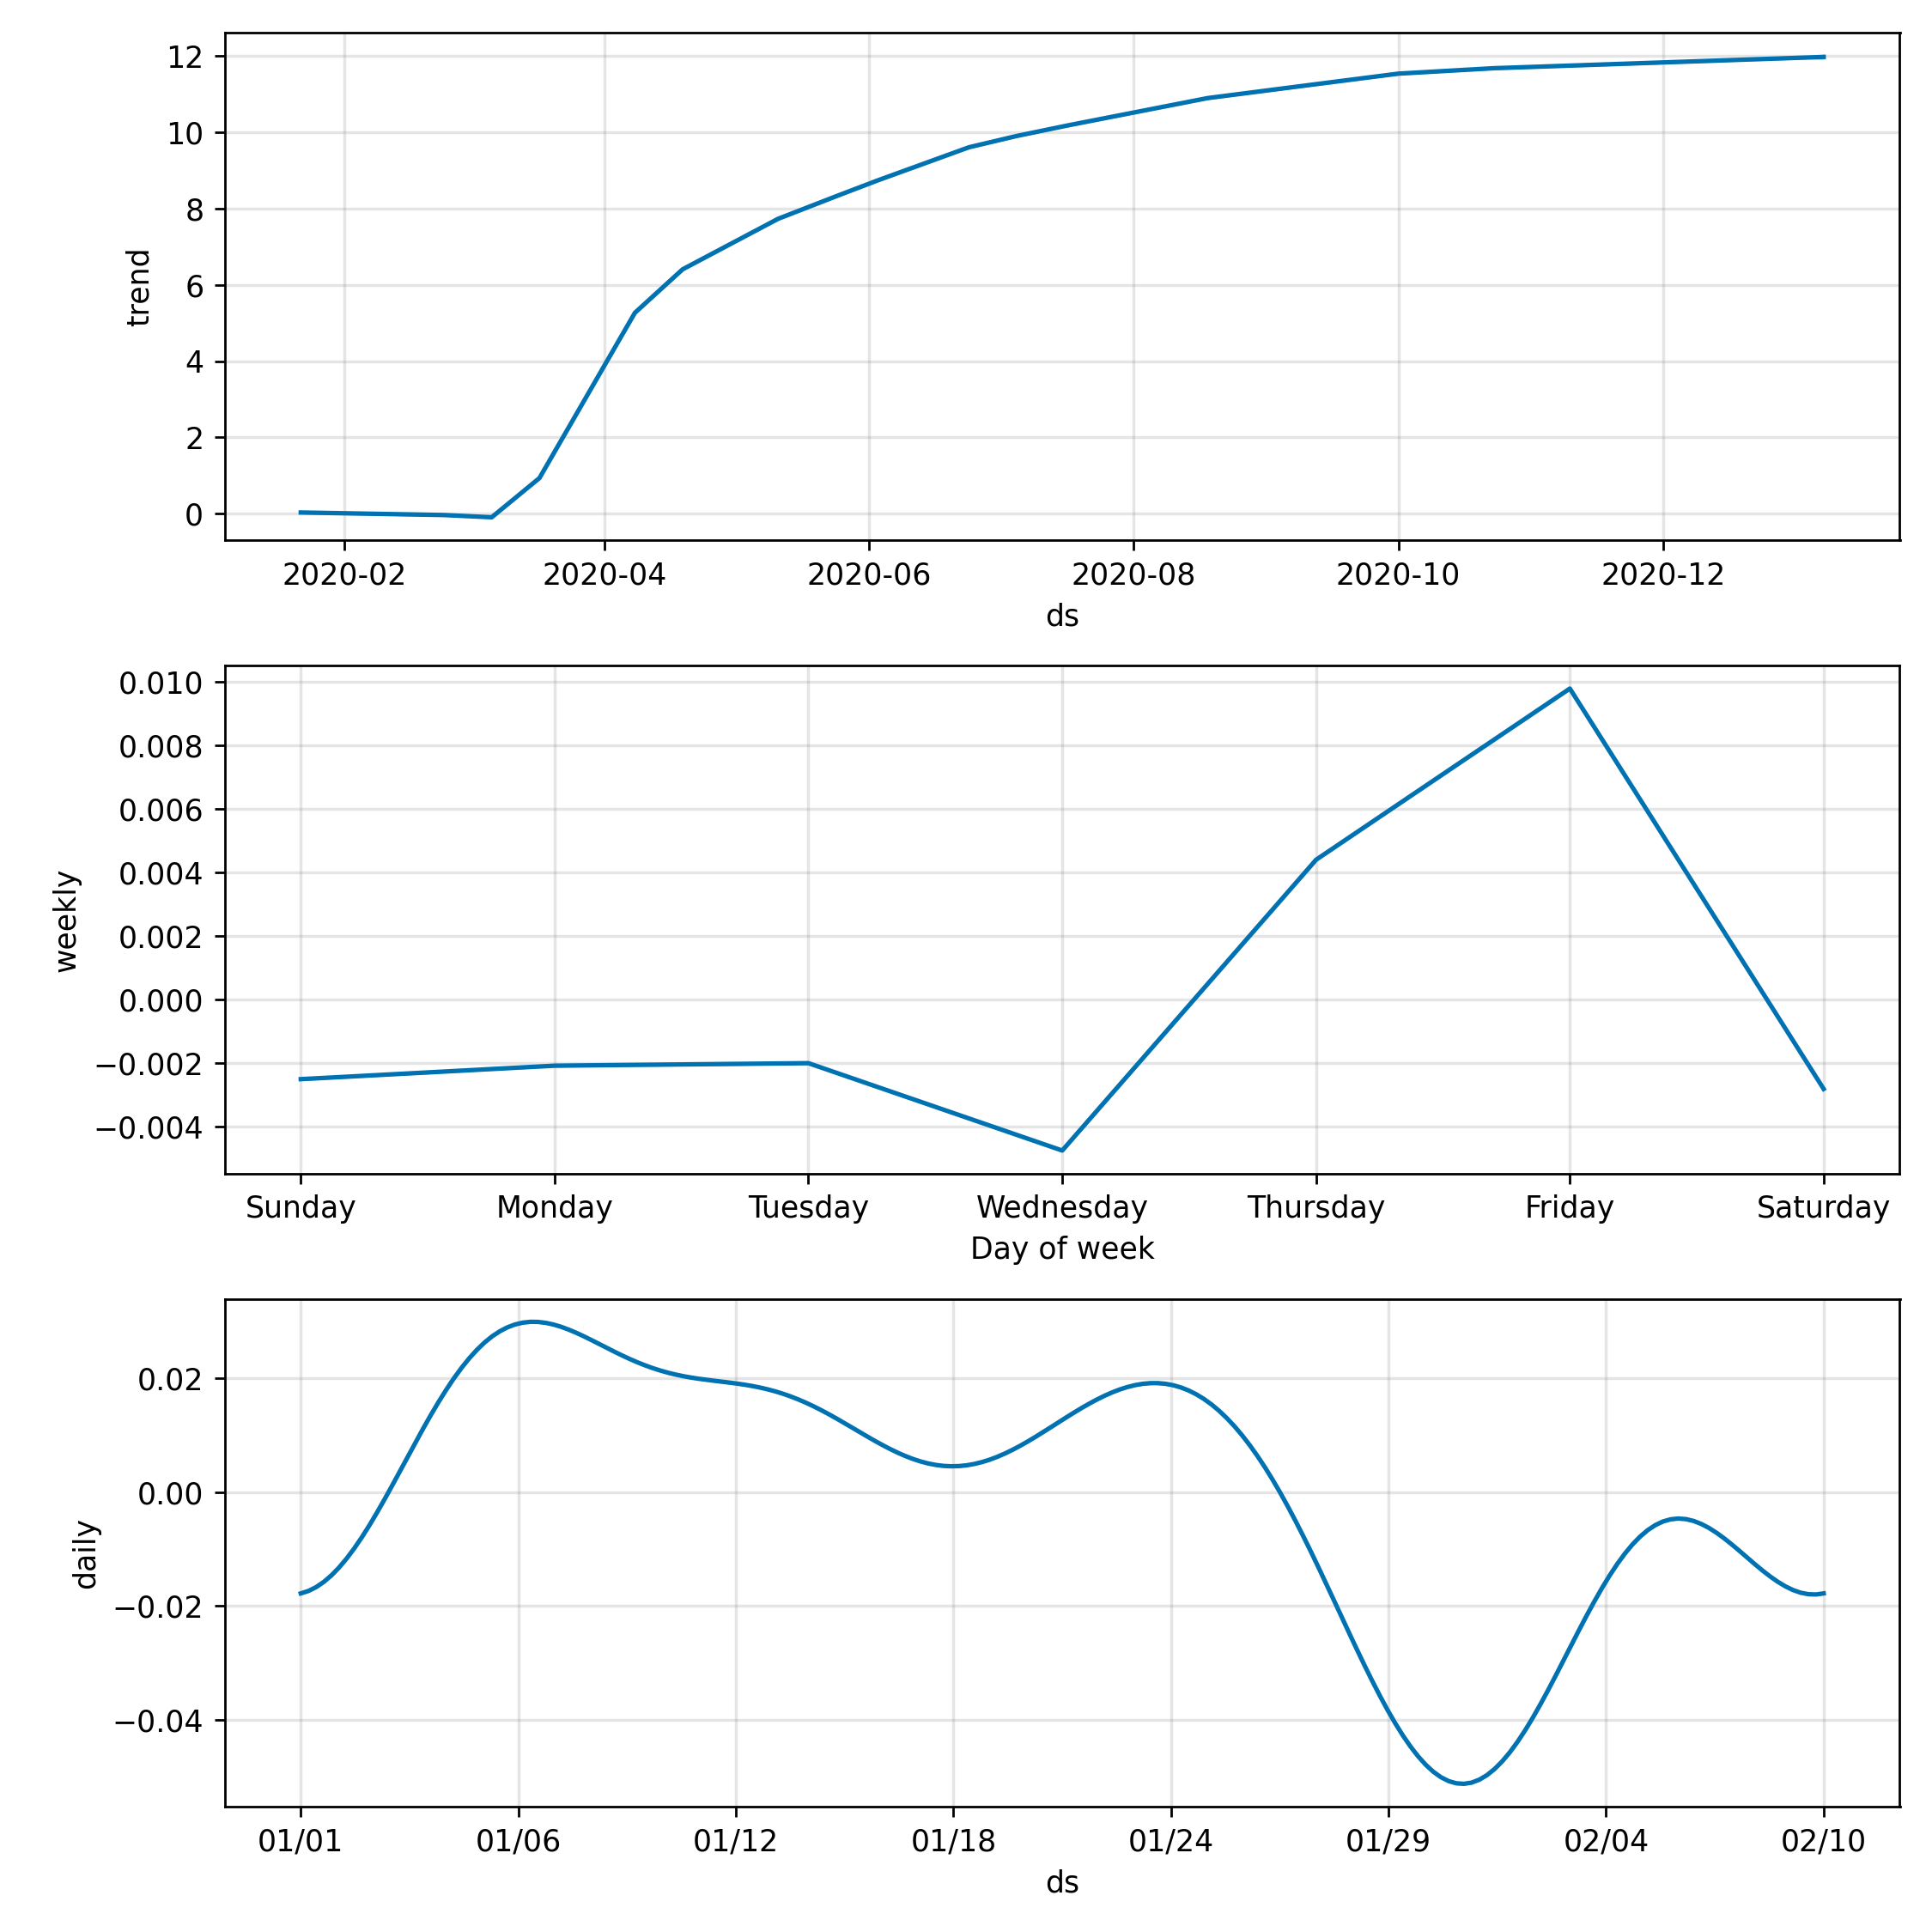 12
10
8
6
4
2
0
trend
2020-02 2020-04 2020-06 2020-08 2020-10 2020-12
ds
0.010
0.008
0.006
0.004
0.002
0.000
−0.002
−0.004
weekly
Sunday Monday Tuesday Wednesday Thursday Friday Saturday
Day of week
0.02
0.00
−0.02
−0.04
daily
01/01 01/06 01/12 01/18 01/24 01/29 02/04 02/10
ds